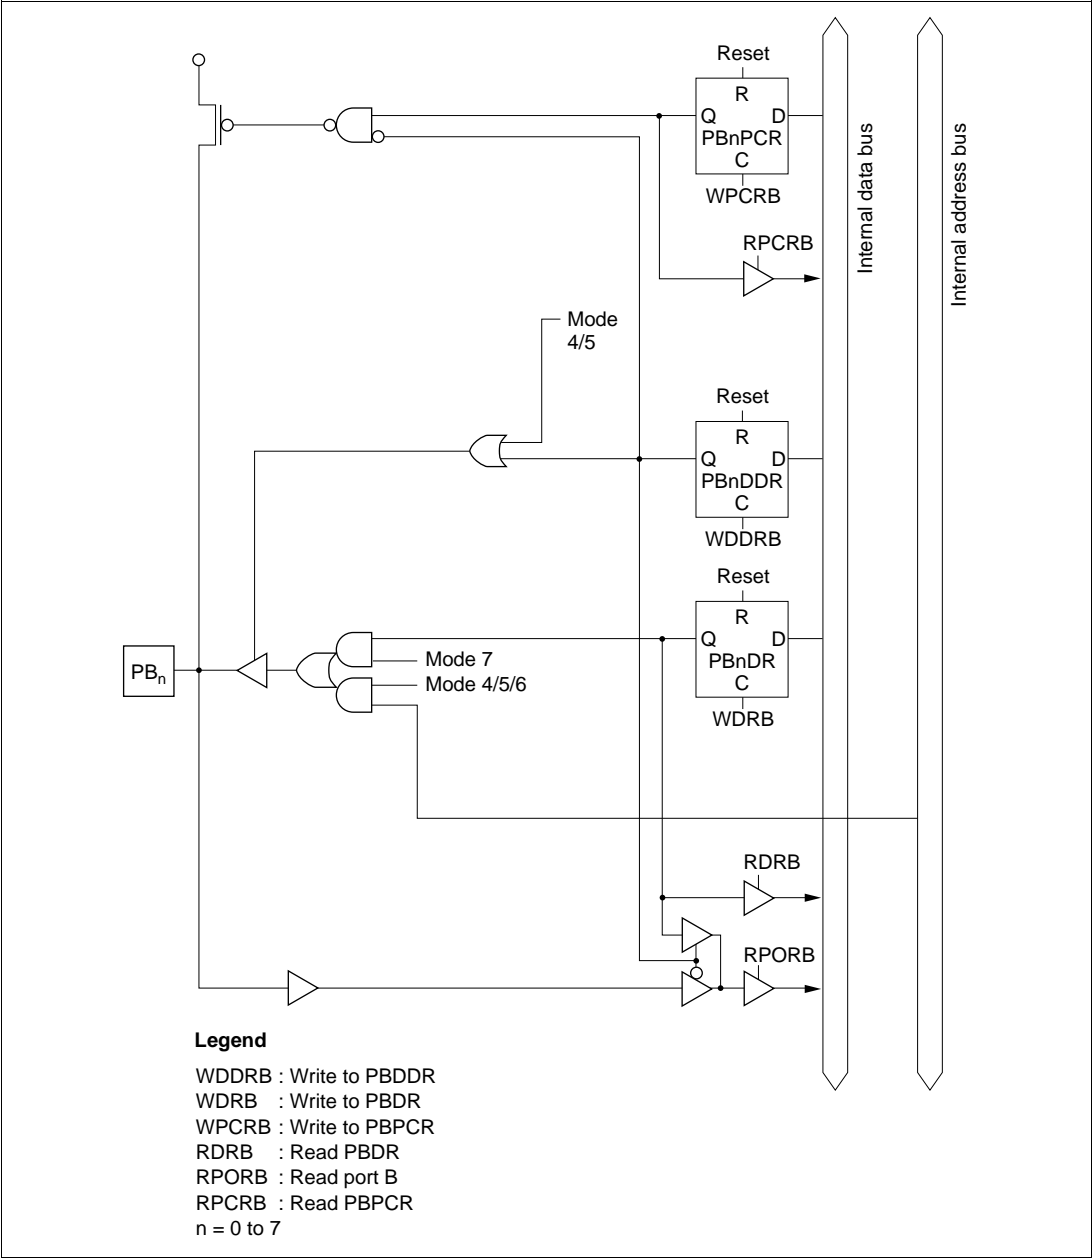 Reset
R
Q D
PBnPCR
C
WPCRB
RPCRB
Internal data bus
Internal address bus
Mode
4/5
Reset
R
Q D
PBnDDR
C
WDDRB
Reset
R
Q D
PBnDR
C
WDRB
PBn
Mode 7
Mode 4/5/6
RDRB
RPORB
Legend
WDDRB : Write to PBDDR
WDRB : Write to PBDR
WPCRB : Write to PBPCR
RDRB : Read PBDR
RPORB : Read port B
RPCRB : Read PBPCR
n = 0 to 7